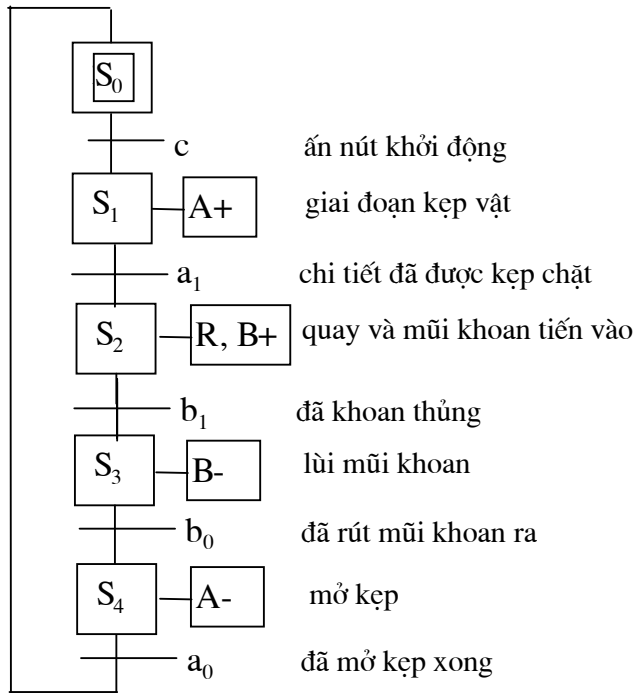 S₀
c ấn nút khởi động
S₁ A+ giai đoạn kẹp vật
a₁ chi tiết đã được kẹp chặt
S₂ R, B+ quay và mũi khoan tiến vào
b₁ đã khoan thủng
S₃ B- lùi mũi khoan
b₀ đã rút mũi khoan ra
S₄ A- mở kẹp
a₀ đã mở kẹp xong